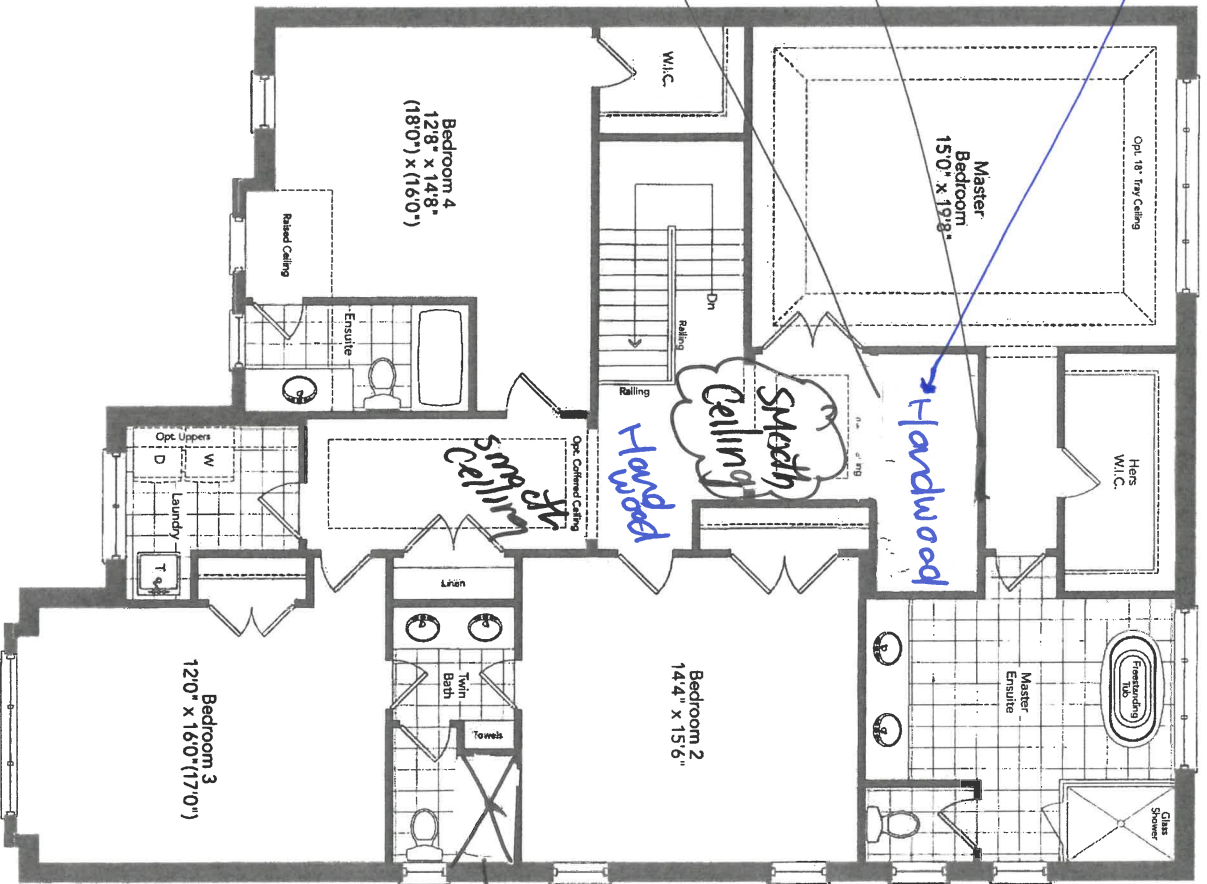 W.I.C.
Bedroom 4
12'8" x 14'8"
(18'0") x (16'0")
Raised Ceiling
Ensuite
Dn
Railing
Railing
Master
Bedroom
15'0" x 19'8"
Opt. 18" Tray Ceiling
Hers
W.I.C.
Hardwood
Smooth
Ceiling
Hand
wood
Opt. Coffered Ceiling
Smooth
Ceiling
Opt. Uppers
D
W
Laundry
T
Linen
Bedroom 3
12'0" x 16'0"(17'0")
Twin
Bath
Towels
Bedroom 2
14'4" x 15'6"
Master
Ensuite
Freestanding
Tub
Glass
Shower